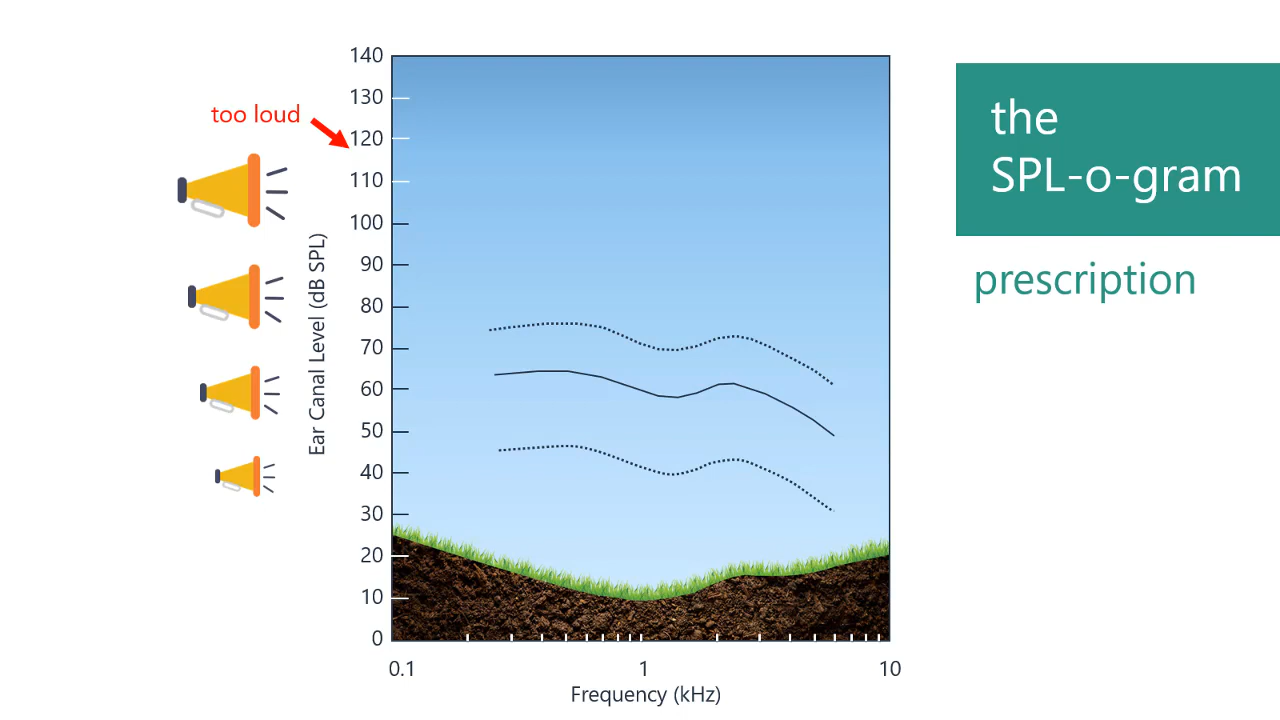 the
SPL-o-gram
prescription
too loud
Ear Canal Level (dB SPL)
140
130
120
110
100
90
80
70
60
50
40
30
20
10
0
0.1 1 10
Frequency (kHz)